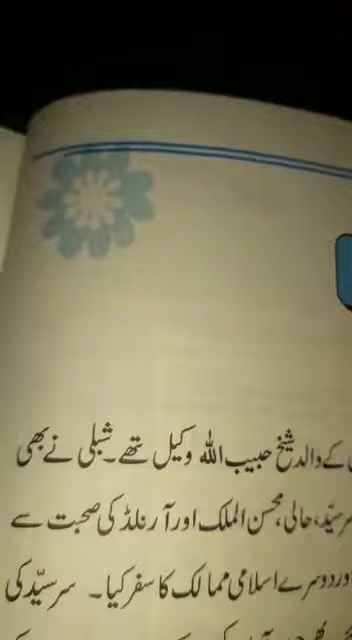 کے والد شیخ حبیب اللہ وکیل تھے۔ شبلی نے بھی
سرسیّد، حالی، محسن الملک اور آرنلڈ کی صحبت سے
اور دوسرے اسلامی ممالک کا سفر کیا۔ سرسیّد کی